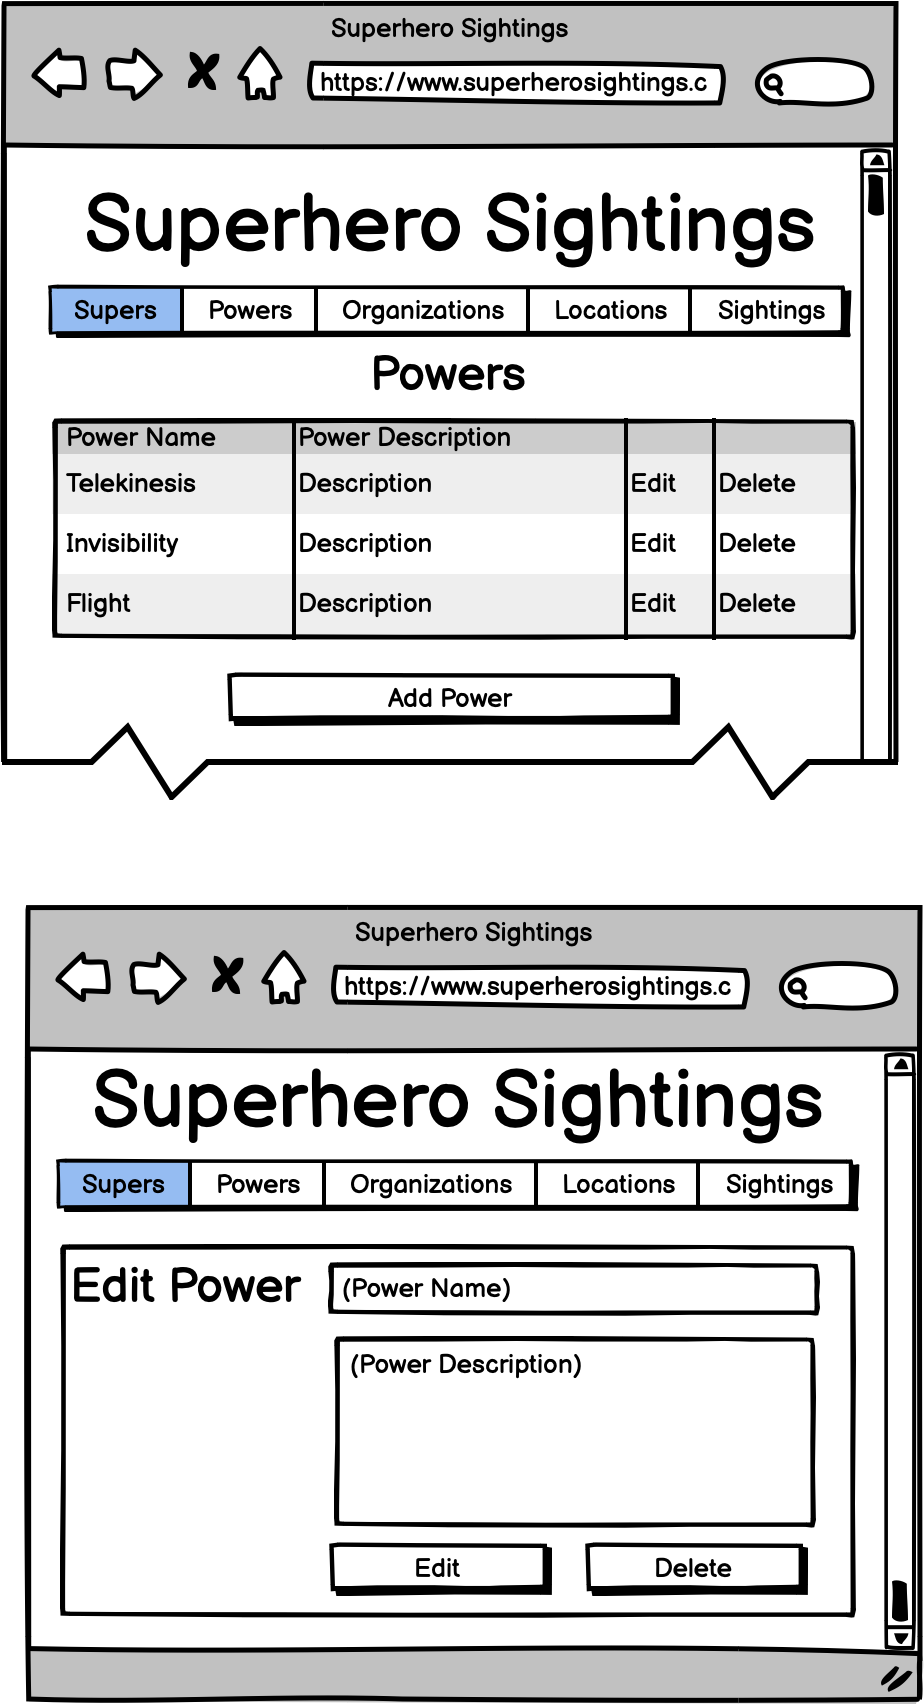 Superhero Sightings
https://www.superherosightings.c
Superhero Sightings
Supers Powers Organizations Locations Sightings
Powers
Power Name Power Description
Telekinesis Description Edit Delete
Invisibility Description Edit Delete
Flight Description Edit Delete
Add Power
Superhero Sightings
https://www.superherosightings.c
Superhero Sightings
Supers Powers Organizations Locations Sightings
Edit Power (Power Name)
(Power Description)
Edit Delete